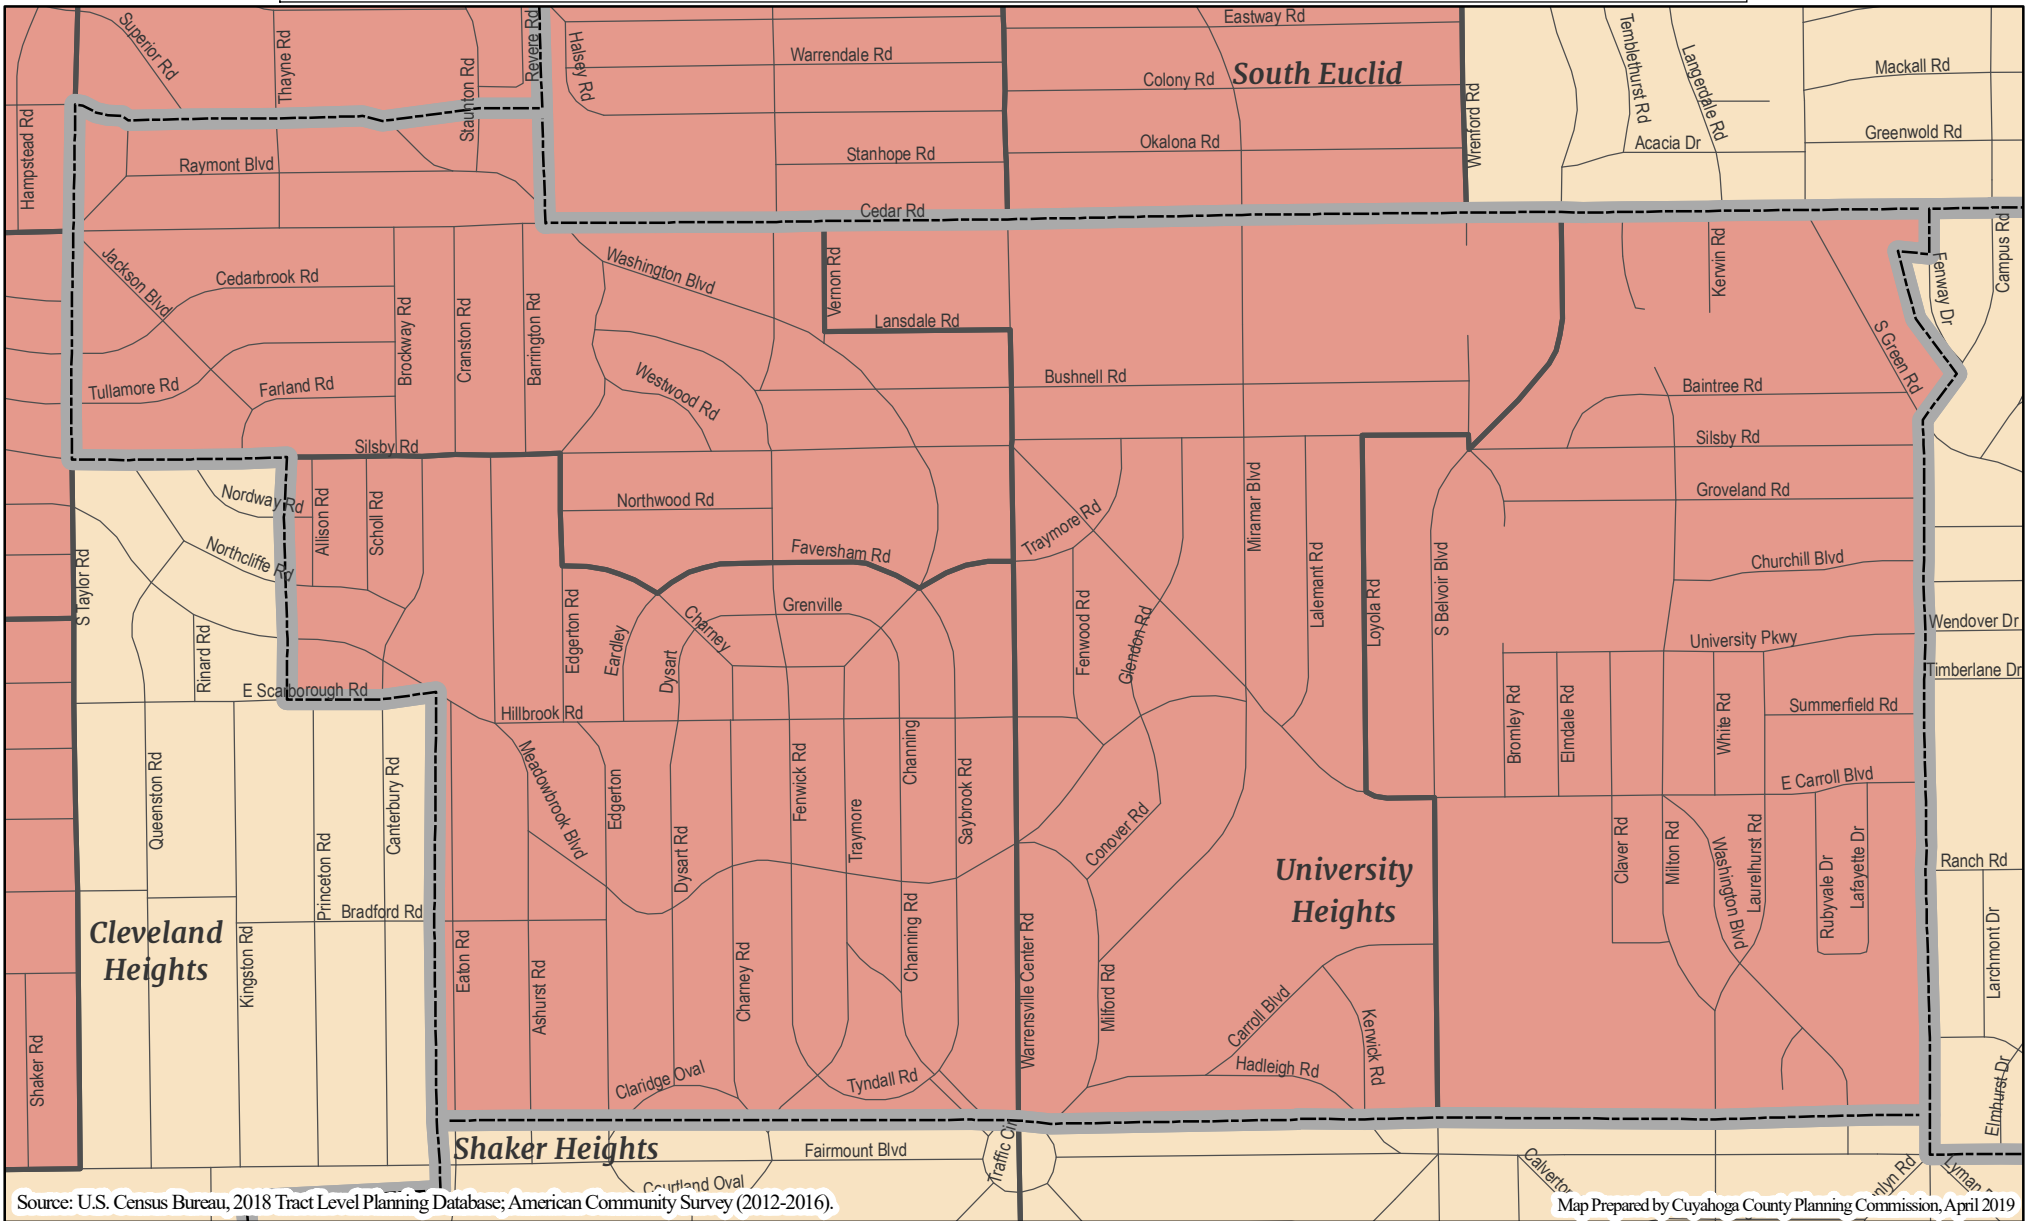 Superior Rd
Thayne Rd
Staunton Rd
Revere Rd
Halsey Rd
Warrendale Rd
Eastway Rd
South Euclid
Colony Rd
Wrenford Rd
Temblethurst Rd
Langerdale Rd
Mackall Rd
Hampstead Rd
Raymont Blvd
Stanhope Rd
Okalona Rd
Acacia Dr
Greenwold Rd
Cedar Rd
Jackson Blvd
Cedarbrook Rd
Washington Blvd
Vernon Rd
Kerwin Rd
Fenway Dr
Campus Rd
Lansdale Rd
Brockway Rd
Cranston Rd
Barrington Rd
S Green Rd
Tullamore Rd
Farland Rd
Westwood Rd
Bushnell Rd
Baintree Rd
Silsby Rd
Silsby Rd
Nordway Rd
Allison Rd
Scholl Rd
Northwood Rd
Miramar Blvd
Groveland Rd
Traymore Rd
Northcliffe Rd
Faversham Rd
Lalemant Rd
Loyola Rd
S Belvoir Blvd
Churchill Blvd
S Taylor Rd
Edgerton Rd
Eardley
Charney
Grenville
Fenwood Rd
Glendon Rd
Wendover Dr
Rinard Rd
Dysart
University Pkwy
Timberlane Dr
E Scarborough Rd
Hillbrook Rd
Bromley Rd
Elmdale Rd
White Rd
Summerfield Rd
Queenston Rd
Canterbury Rd
Meadowbrook Blvd
Edgerton
Fenwick Rd
Channing
Saybrook Rd
E Carroll Blvd
Princeton Rd
Dysart Rd
Traymore
Conover Rd
Claver Rd
Milton Rd
Washington Blvd
Laurelhurst Rd
Rubyvale Dr
Lafayette Dr
Ranch Rd
University
Heights
Bradford Rd
Cleveland
Heights
Kingston Rd
Eaton Rd
Ashurst Rd
Charney Rd
Channing Rd
Warrensville Center Rd
Milford Rd
Larchmont Dr
Carroll Blvd
Kerwick Rd
Shaker Rd
Claridge Oval
Tyndall Rd
Hadleigh Rd
Elmhurst Dr
Shaker Heights
Fairmount Blvd
Traffic Cir
Courtland Oval
Source: U.S. Census Bureau, 2018 Tract Level Planning Database; American Community Survey (2012-2016).
Map Prepared by Cuyahoga County Planning Commission, April 2019